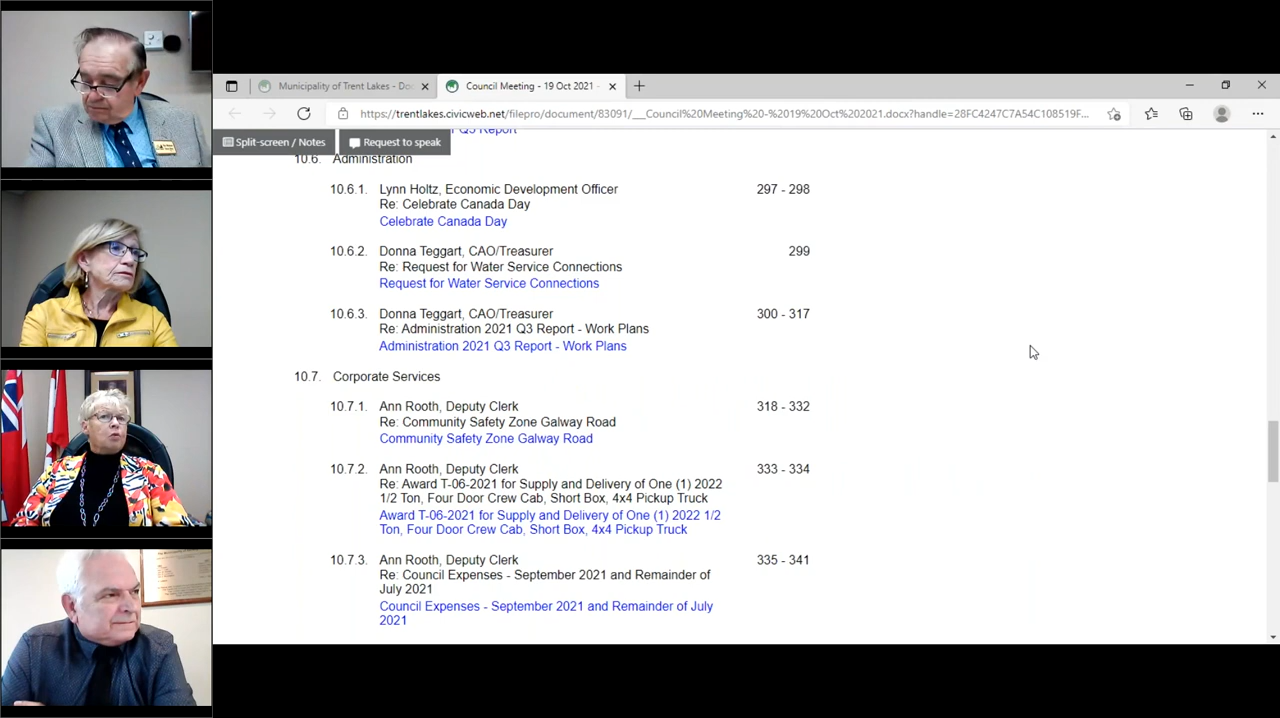 Municipality of Trent Lakes - Doc
Council Meeting - 19 Oct 2021 -
https://trentlakes.civicweb.net/filepro/document/83091/___Council%20Meeting%20-%2019%20Oct%202021.docx?handle=28FC4247C7A54C108519F...
Split-screen / Notes
Request to speak
Q3 Report
10.6. Administration
10.6.1. Lynn Holtz, Economic Development Officer 297 - 298
Re: Celebrate Canada Day
Celebrate Canada Day
10.6.2. Donna Teggart, CAO/Treasurer 299
Re: Request for Water Service Connections
Request for Water Service Connections
10.6.3. Donna Teggart, CAO/Treasurer 300 - 317
Re: Administration 2021 Q3 Report - Work Plans
Administration 2021 Q3 Report - Work Plans
10.7. Corporate Services
10.7.1. Ann Rooth, Deputy Clerk 318 - 332
Re: Community Safety Zone Galway Road
Community Safety Zone Galway Road
10.7.2. Ann Rooth, Deputy Clerk 333 - 334
Re: Award T-06-2021 for Supply and Delivery of One (1) 2022
1/2 Ton, Four Door Crew Cab, Short Box, 4x4 Pickup Truck
Award T-06-2021 for Supply and Delivery of One (1) 2022 1/2
Ton, Four Door Crew Cab, Short Box, 4x4 Pickup Truck
10.7.3. Ann Rooth, Deputy Clerk 335 - 341
Re: Council Expenses - September 2021 and Remainder of
July 2021
Council Expenses - September 2021 and Remainder of July
2021